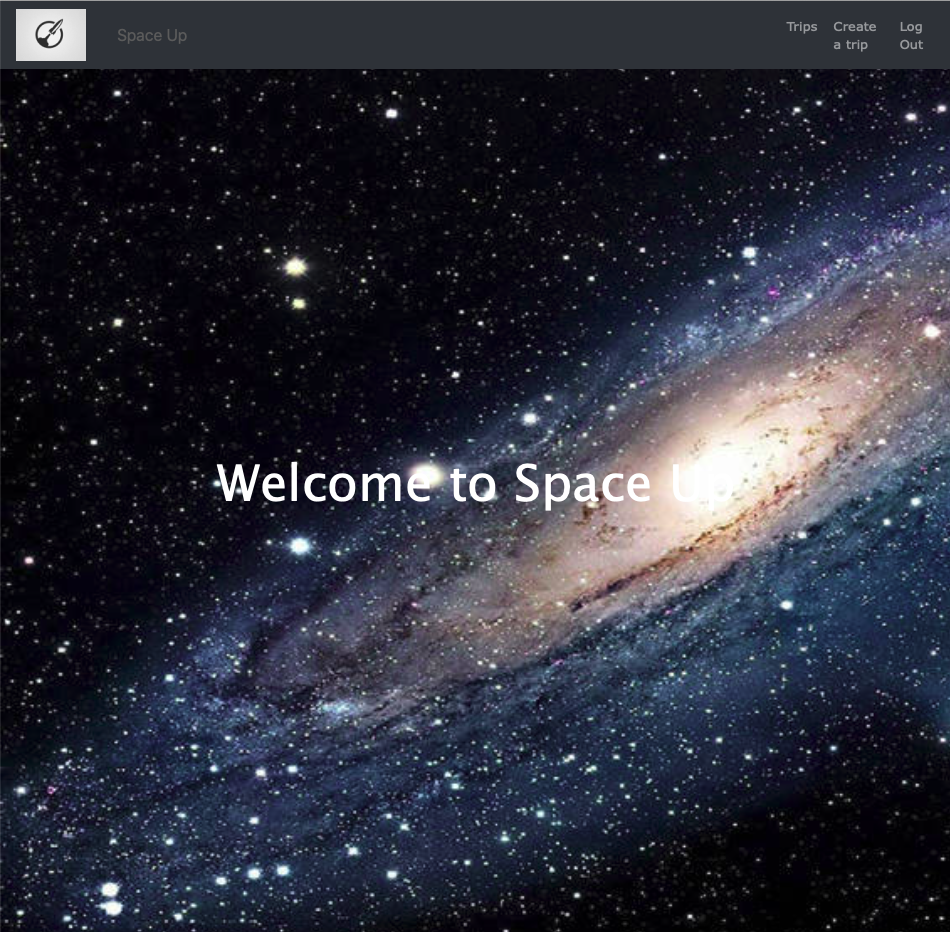 Space Up
Trips
Create
a trip
Log
Out
Welcome to Space Up